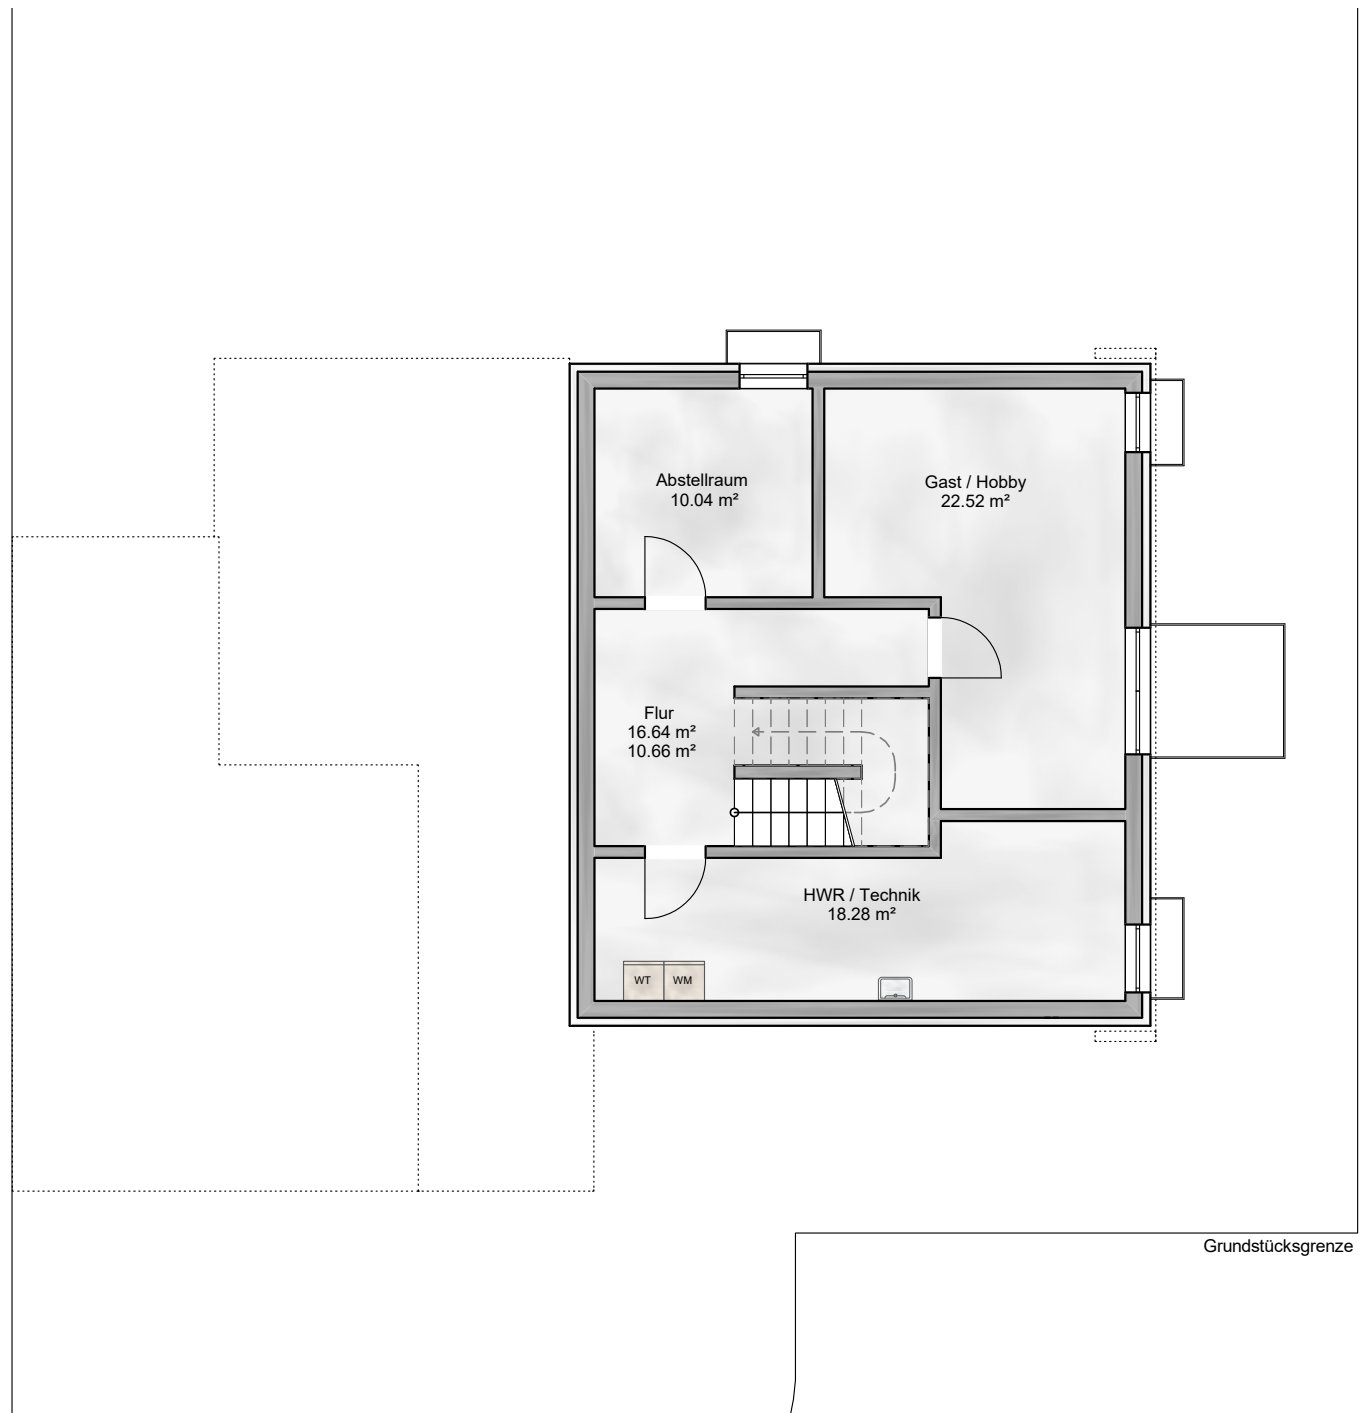 Abstellraum
10.04 m²
Gast / Hobby
22.52 m²
Flur
16.64 m²
10.66 m²
HWR / Technik
18.28 m²
WT
WM
Grundstücksgrenze